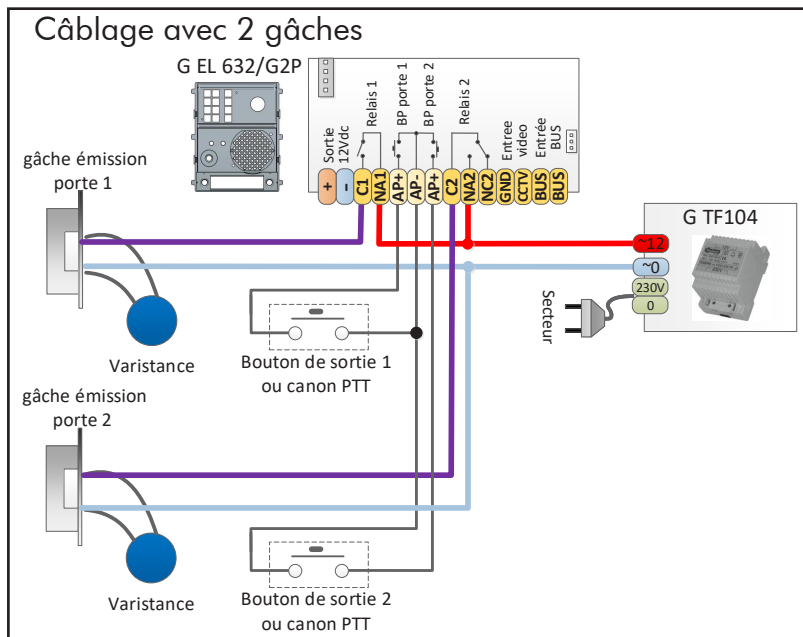 Câblage avec 2 gâches
G EL 632/G2P
Sortie
12Vdc
Relais 1
BP porte 1
BP porte 2
Relais 2
Entree
video
Entrée
BUS
+
–
C1
NA1
AP+
AP-
AP+
C2
NA2
NC2
GND
CCTV
BUS
BUS
gâche émission
porte 1
G TF104
~12
~0
230V
0
Secteur
Varistance
Bouton de sortie 1
ou canon PTT
gâche émission
porte 2
Varistance
Bouton de sortie 2
ou canon PTT